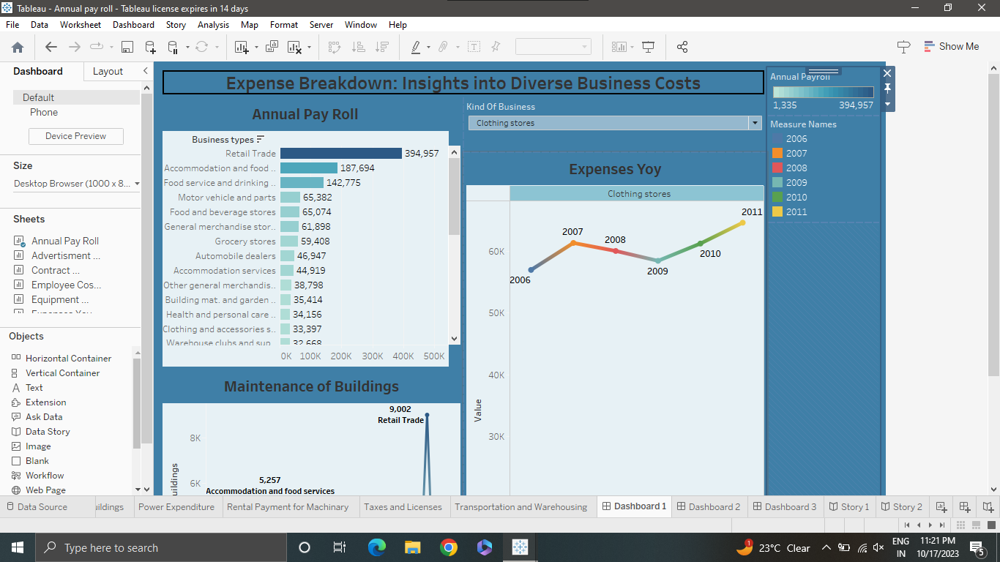 Tableau - Annual pay roll - Tableau license expires in 14 days
File Data Worksheet Dashboard Story Analysis Map Format Server Window Help
Show Me
Dashboard Layout
Default
Phone
Device Preview
Size
Desktop Browser (1000 x 8...
Sheets
Annual Pay Roll
Advertisment ...
Contract ...
Employee Cos...
Equipment ...
Expenses Yoy
Objects
Horizontal Container
Vertical Container
Text
Extension
Ask Data
Data Story
Image
Blank
Workflow
Web Page
Expense Breakdown: Insights into Diverse Business Costs
Annual Pay Roll
Business types
Retail Trade 394,957
Accommodation and food .. 187,694
Food service and drinking .. 142,775
Motor vehicle and parts 65,382
Food and beverage stores 65,074
General merchandise stor.. 61,898
Grocery stores 59,408
Automobile dealers 46,947
Accommodation services 44,919
Other general merchandis.. 38,798
Building mat. and garden .. 35,414
Health and personal care .. 34,156
Clothing and accessories s.. 33,397
Warehouse clubs and sup.. 32,668
0K 100K 200K 300K 400K 500K
Maintenance of Buildings
9,002
Retail Trade
8K
5,257
6K
Accommodation and food services
uildings
Kind Of Business
Clothing stores
Expenses Yoy
Clothing stores
2011
2007
2008
60K
2010
2009
2006
50K
40K
Value
30K
Annual Payroll
1,335 394,957
Measure Names
2006
2007
2008
2009
2010
2011
Data Source ildings Power Expenditure Rental Payment for Machinary Taxes and Licenses Transportation and Warehousing Dashboard 1 Dashboard 2 Dashboard 3 Story 1 Story 2
Type here to search
1
23°C Clear
ENG
IN
11:21 PM
10/17/2023
5